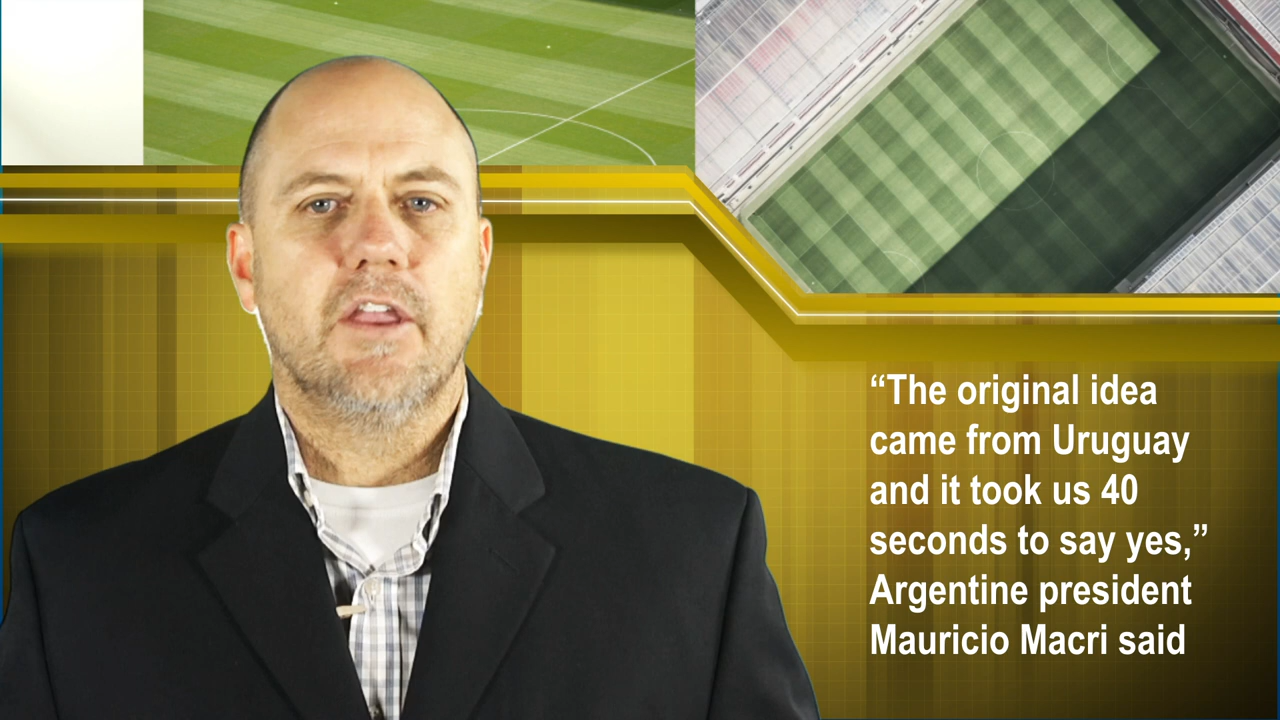 “The original idea
came from Uruguay
and it took us 40
seconds to say yes,”
Argentine president
Mauricio Macri said